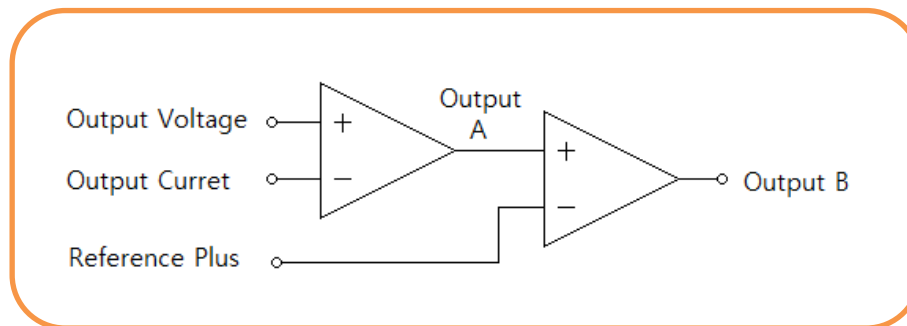 Output Voltage
+
Output
A
+
Output Curret
−
Output B
−
Reference Plus